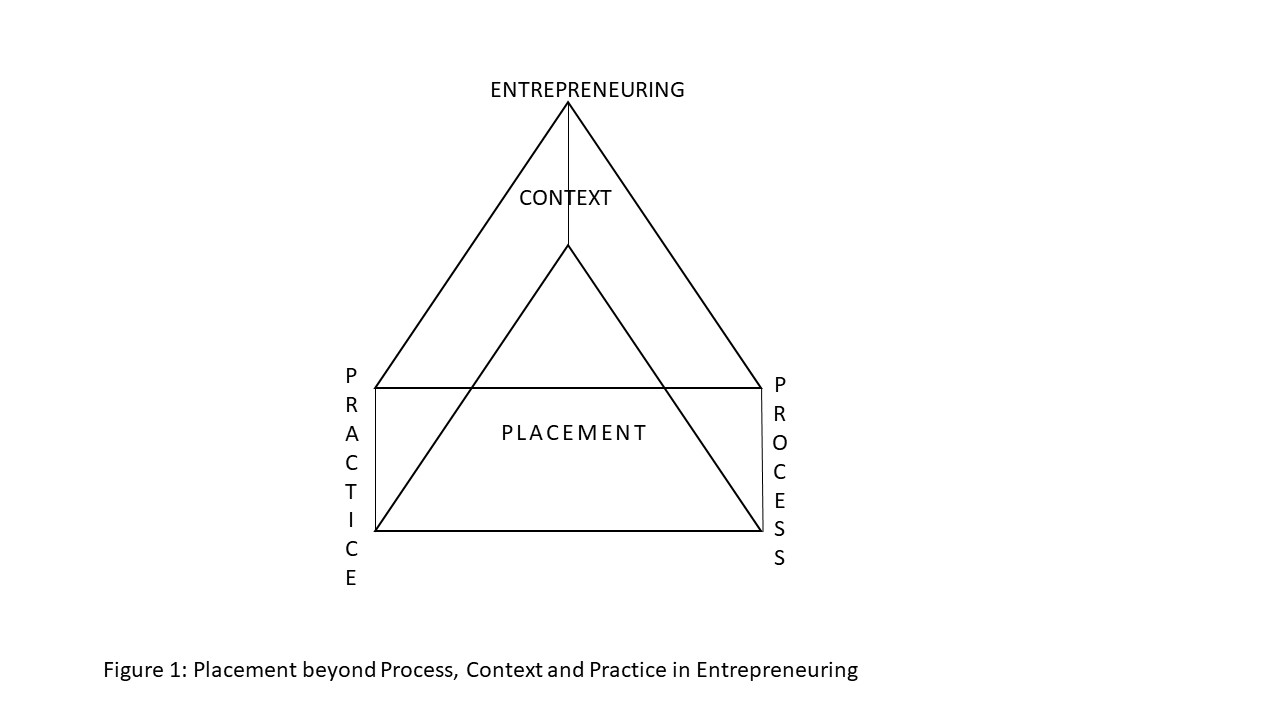 ENTREPRENEURING
CONTEXT
PRACTICE
PLACEMENT
PROCESS
Figure 1: Placement beyond Process, Context and Practice in Entrepreneuring